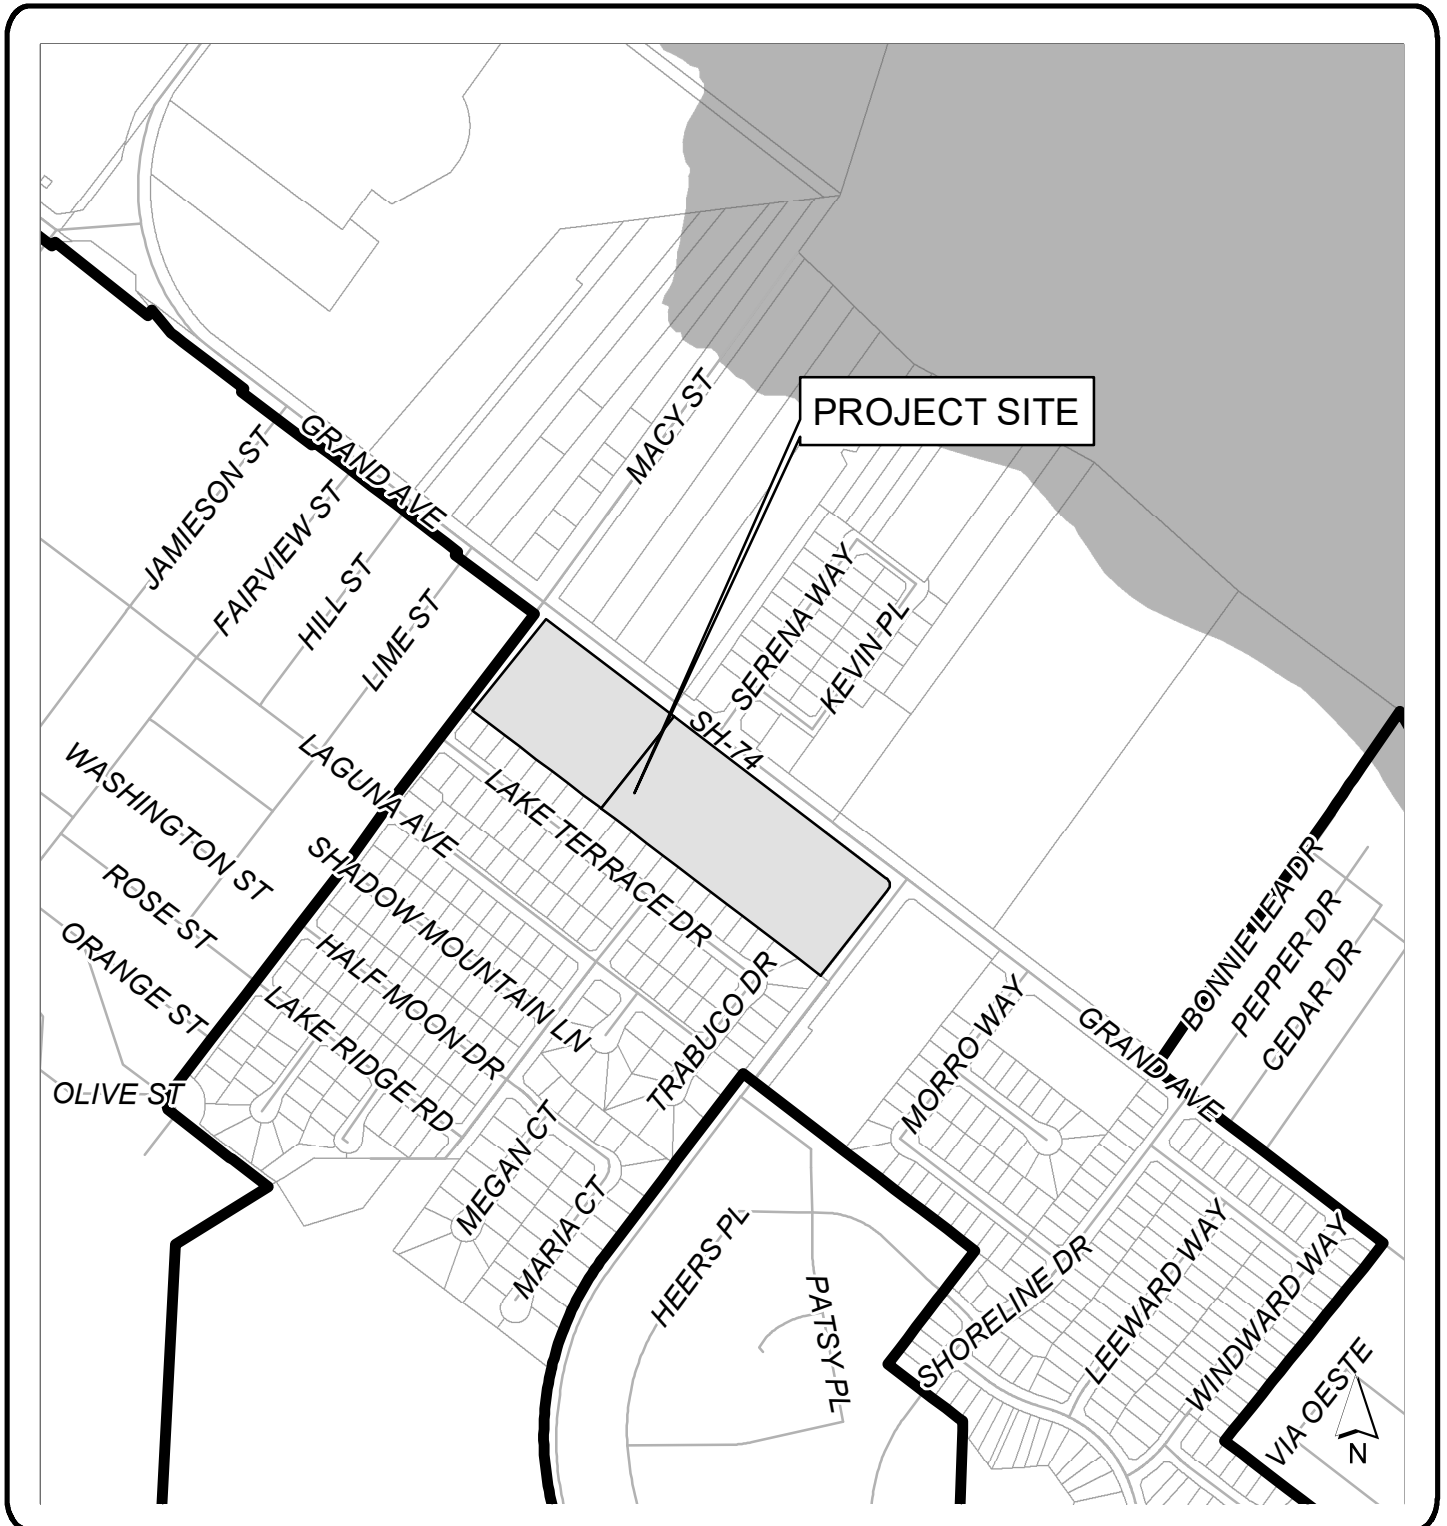 MACY ST
PROJECT SITE
GRAND AVE
JAMIESON ST
FAIRVIEW ST
HILL ST
LIME ST
SERENA WAY
KEVIN PL
SH-74
LAGUNA AVE
WASHINGTON ST
LAKE TERRACE DR
ROSE ST
SHADOW MOUNTAIN LN
ORANGE ST
HALF MOON DR
LAKE RIDGE RD
OLIVE ST
TRABUCO DR
BONNIE LEA DR
PEPPER DR
CEDAR DR
MORRO WAY
GRAND AVE
MEGAN CT
MARIA CT
HEERS PL
PATSY PL
SHORELINE DR
LEEWARD WAY
WINDWARD WAY
VIA OESTE
N